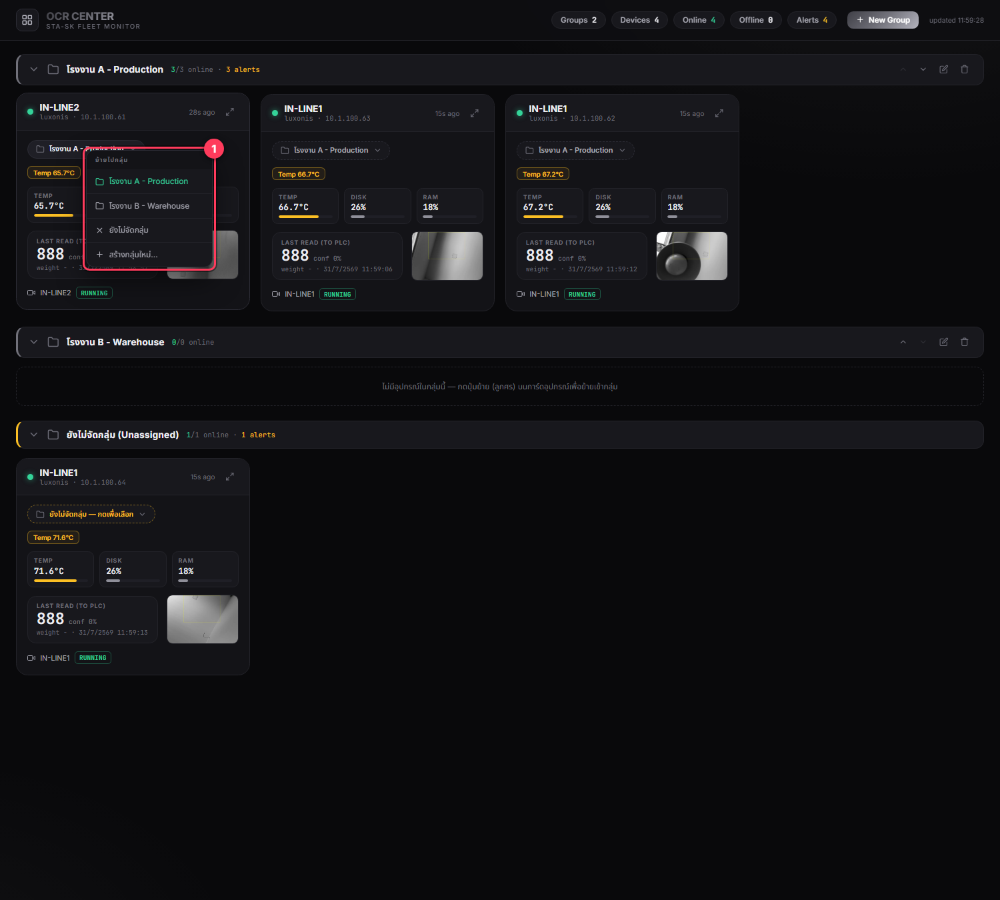 OCR CENTER
STA-SK FLEET MONITOR
Groups 2
Devices 4
Online 4
Offline 0
Alerts 4
+ New Group
updated 11:59:28
โรงงาน A - Production 3/3 online · 3 alerts
IN-LINE2
luxonis · 10.1.100.61
28s ago
โรงงาน A - Production
1
ย้ายไปกลุ่ม
โรงงาน A - Production
โรงงาน B - Warehouse
ยังไม่จัดกลุ่ม
+ สร้างกลุ่มใหม่...
Temp 65.7°C
TEMP
65.7°C
LAST READ (TO
888
weight - · 31/7/2569
IN-LINE2 RUNNING
IN-LINE1
luxonis · 10.1.100.63
15s ago
โรงงาน A - Production
Temp 66.7°C
TEMP
66.7°C
DISK
26%
RAM
18%
LAST READ (TO PLC)
888 conf 0%
weight - · 31/7/2569 11:59:06
IN-LINE1 RUNNING
IN-LINE1
luxonis · 10.1.100.62
15s ago
โรงงาน A - Production
Temp 67.2°C
TEMP
67.2°C
DISK
26%
RAM
18%
LAST READ (TO PLC)
888 conf 0%
weight - · 31/7/2569 11:59:12
IN-LINE1 RUNNING
โรงงาน B - Warehouse 0/0 online
ไม่มีอุปกรณ์ในกลุ่มนี้ — กดปุ่มย้าย (ลูกศร) บนการ์ดอุปกรณ์เพื่อย้ายเข้ากลุ่ม
ยังไม่จัดกลุ่ม (Unassigned) 1/1 online · 1 alerts
IN-LINE1
luxonis · 10.1.100.64
15s ago
ยังไม่จัดกลุ่ม — กดเพื่อเลือก
Temp 71.6°C
TEMP
71.6°C
DISK
26%
RAM
18%
LAST READ (TO PLC)
888 conf 0%
weight - · 31/7/2569 11:59:13
IN-LINE1 RUNNING